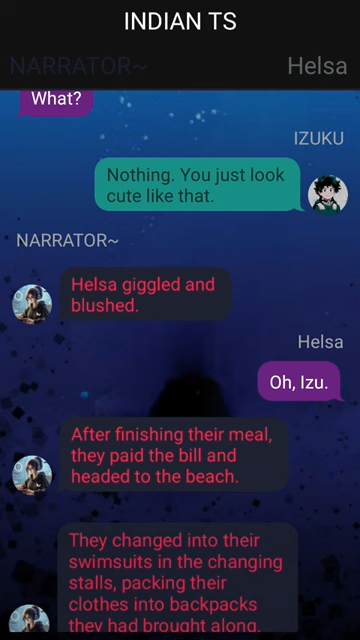 INDIAN TS
NARRATOR~
Helsa
What?
IZUKU
Nothing. You just look
cute like that.
NARRATOR~
Helsa giggled and
blushed.
Helsa
Oh, Izu.
After finishing their meal,
they paid the bill and
headed to the beach.
They changed into their
swimsuits in the changing
stalls, packing their
clothes into backpacks
they had brought along.